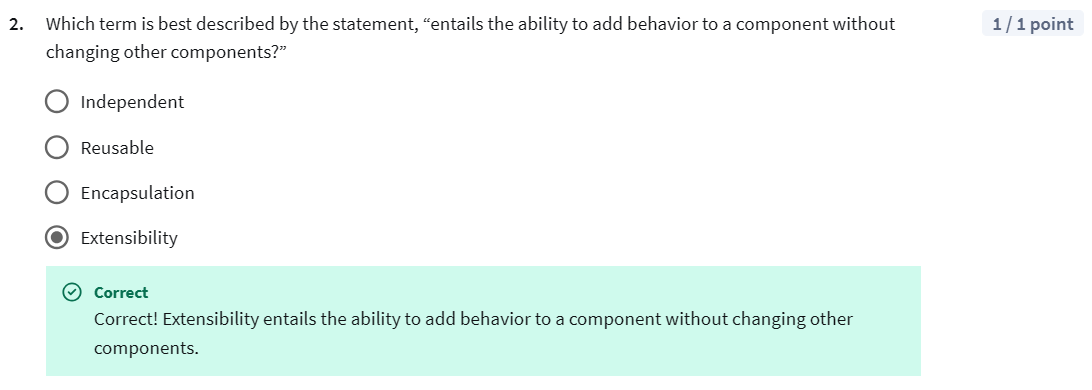 2. Which term is best described by the statement, “entails the ability to add behavior to a component without 1 / 1 point
changing other components?”
Independent
Reusable
Encapsulation
Extensibility
Correct
Correct! Extensibility entails the ability to add behavior to a component without changing other
components.